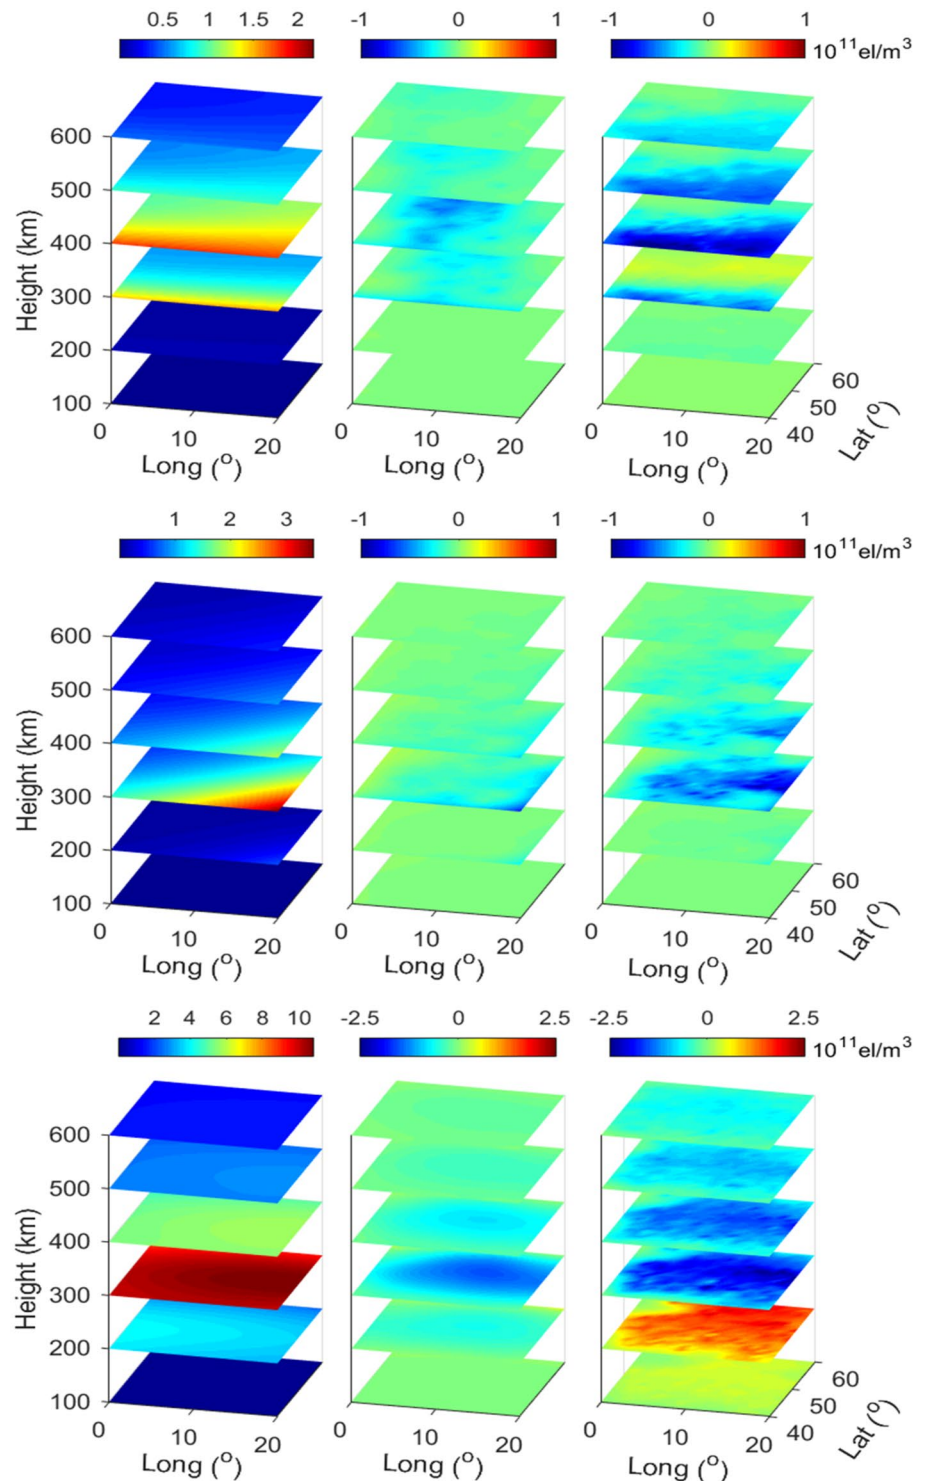 0.5 1 1.5 2 -1 0 1 -1 0 1
10^11 el/m^3
600
500
400
300
200
100
Height (km)
0 10 20 0 10 20 0 10 20
Long (o) Long (o) Long (o)
40 50 60
Lat (o)
1 2 3 -1 0 1 -1 0 1
10^11 el/m^3
600
500
400
300
200
100
Height (km)
0 10 20 0 10 20 0 10 20
Long (o) Long (o) Long (o)
40 50 60
Lat (o)
2 4 6 8 10 -2.5 0 2.5 -2.5 0 2.5
10^11 el/m^3
600
500
400
300
200
100
Height (km)
0 10 20 0 10 20 0 10 20
Long (o) Long (o) Long (o)
40 50 60
Lat (o)